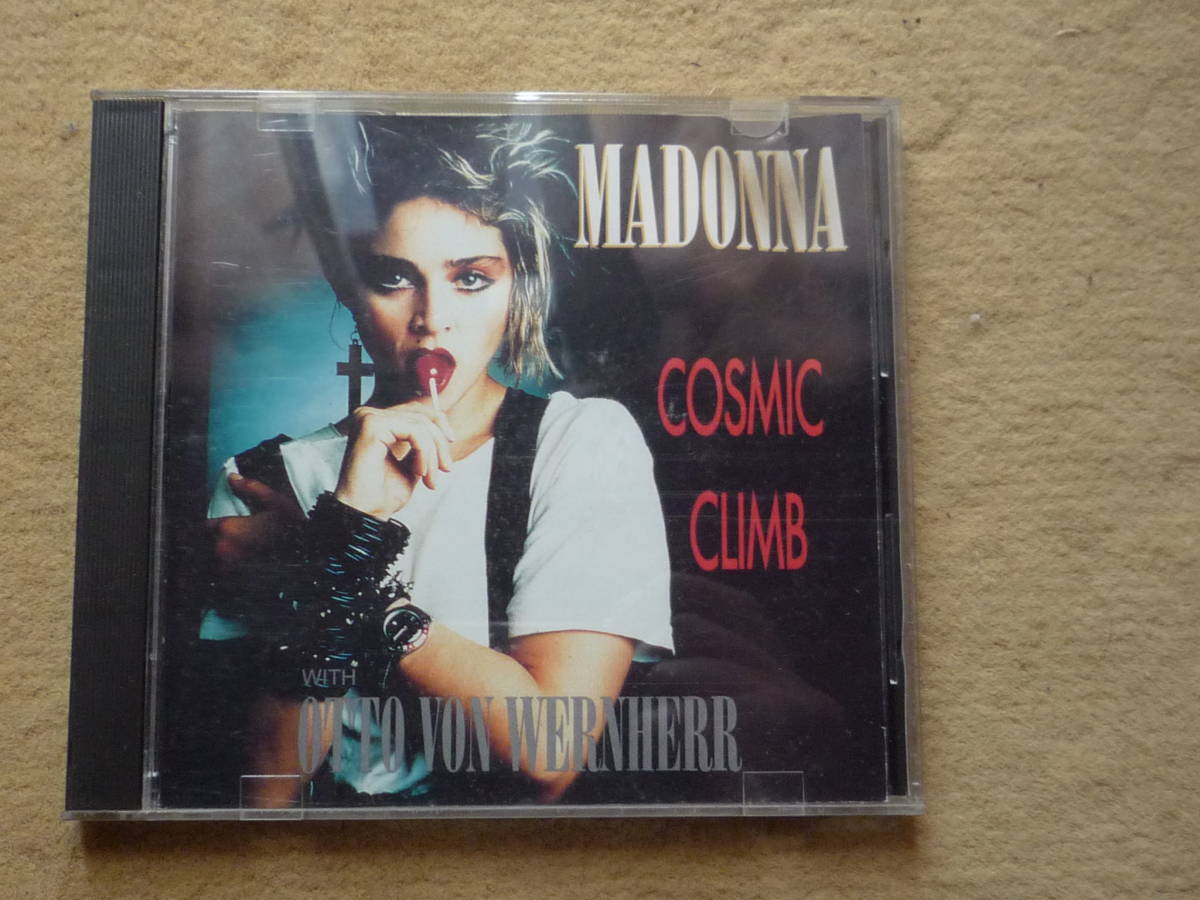 MADONNA
COSMIC
CLIMB
WITH
OTTO VON WERNHERR